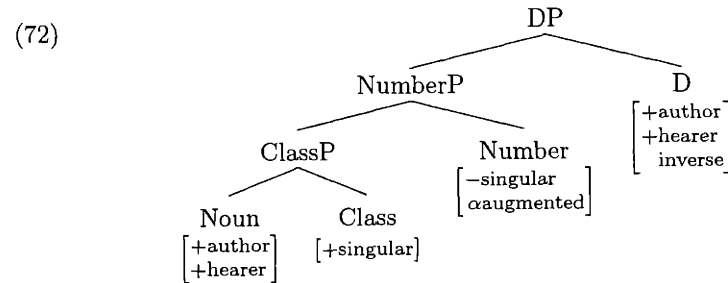 (72)
DP
NumberP D
[+author
+hearer
inverse]
ClassP Number
[−singular
αaugmented]
Noun Class
[+author
+hearer] [+singular]